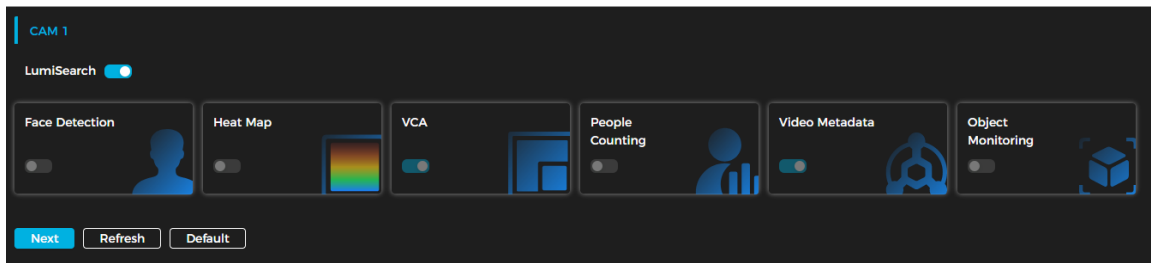 CAM 1
LumiSearch
Face Detection
Heat Map
VCA
People
Counting
Video Metadata
Object
Monitoring
Next
Refresh
Default